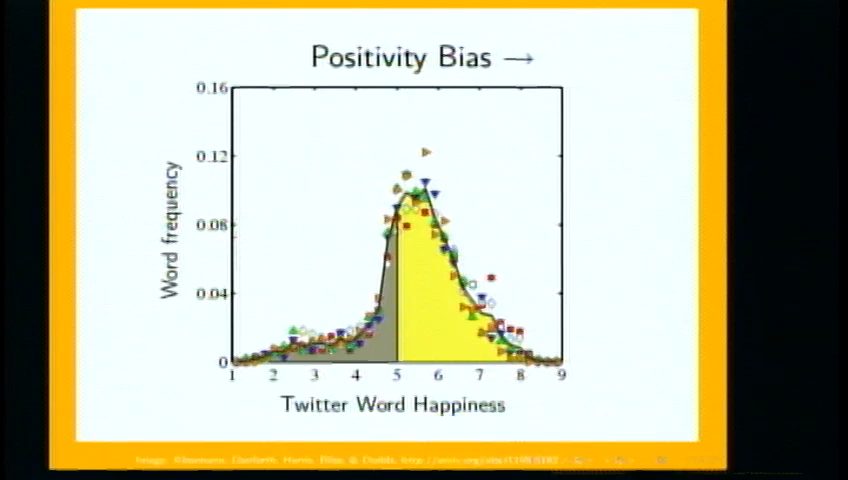 Positivity Bias →
0.16
0.12
0.08
0.04
0
Word frequency
1 2 3 4 5 6 7 8 9
Twitter Word Happiness